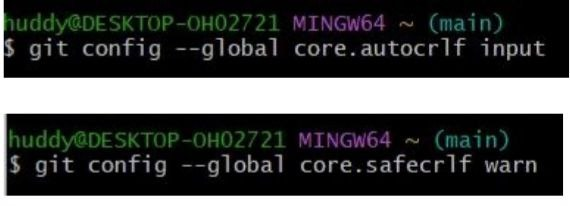 huddy@DESKTOP-OH02721 MINGW64 ~ (main)
$ git config --global core.autocrlf input
huddy@DESKTOP-OH02721 MINGW64 ~ (main)
$ git config --global core.safecrlf warn